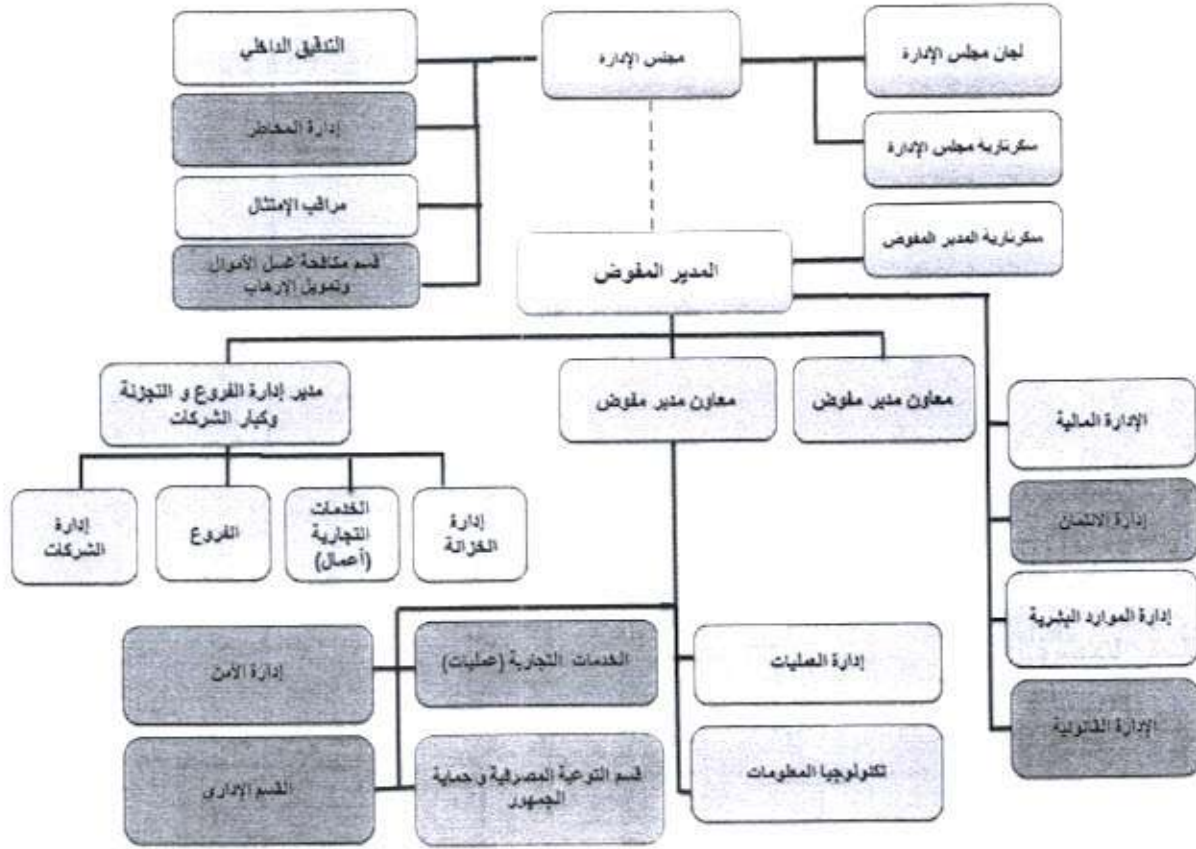 لجان مجلس الإدارة
مجلس الإدارة
التدقيق الداخلي
إدارة المخاطر
سكرتارية مجلس الإدارة
مراقب الإمتثال
سكرتارية المدير المفوض
قسم مكافحة غسل الأموال
وتمويل الإرهاب
المدير المفوض
معاون مدير مفوض
معاون مدير مفوض
مدير إدارة الفروع و التجزئة
وكبار الشركات
الإدارة المالية
إدارة الائتمان
إدارة الموارد البشرية
الإدارة القانونية
إدارة
الخزانة
الخدمات
التجارية
(أعمال)
الفروع
إدارة
الشركات
إدارة العمليات
الخدمات التجارية (عمليات)
إدارة الامن
تكنولوجيا المعلومات
قسم التوعية المصرفية و حماية
الجمهور
القسم الإدارى